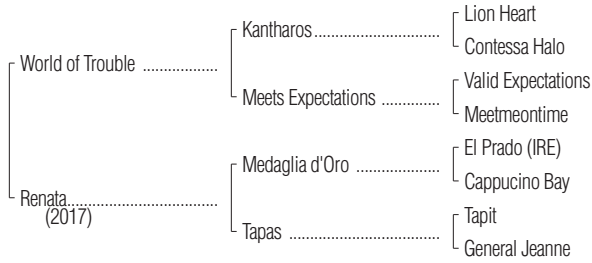 Lion Heart
Kantharos
Contessa Halo
World of Trouble
Valid Expectations
Meets Expectations
Meetmeontime
El Prado (IRE)
Medaglia d'Oro
Cappucino Bay
Renata
(2017)
Tapit
Tapas
General Jeanne